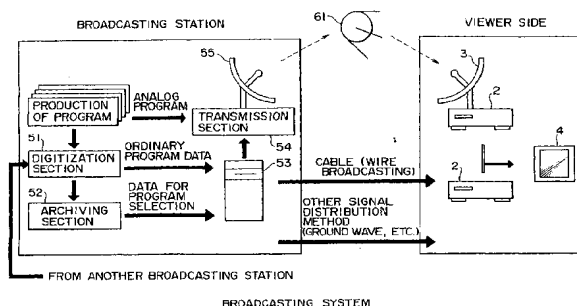 BROADCASTING STATION
61
VIEWER SIDE
55
3
PRODUCTION
OF PROGRAM
ANALOG
PROGRAM
TRANSMISSION
SECTION
2
4
51
54
DIGITIZATION
SECTION
ORDINARY
PROGRAM DATA
53
CABLE (WIRE
BROADCASTING)
2
52
ARCHIVING
SECTION
DATA FOR
PROGRAM
SELECTION
OTHER SIGNAL
DISTRIBUTION
METHOD
(GROUND WAVE, ETC.)
FROM ANOTHER BROADCASTING STATION
BROADCASTING SYSTEM